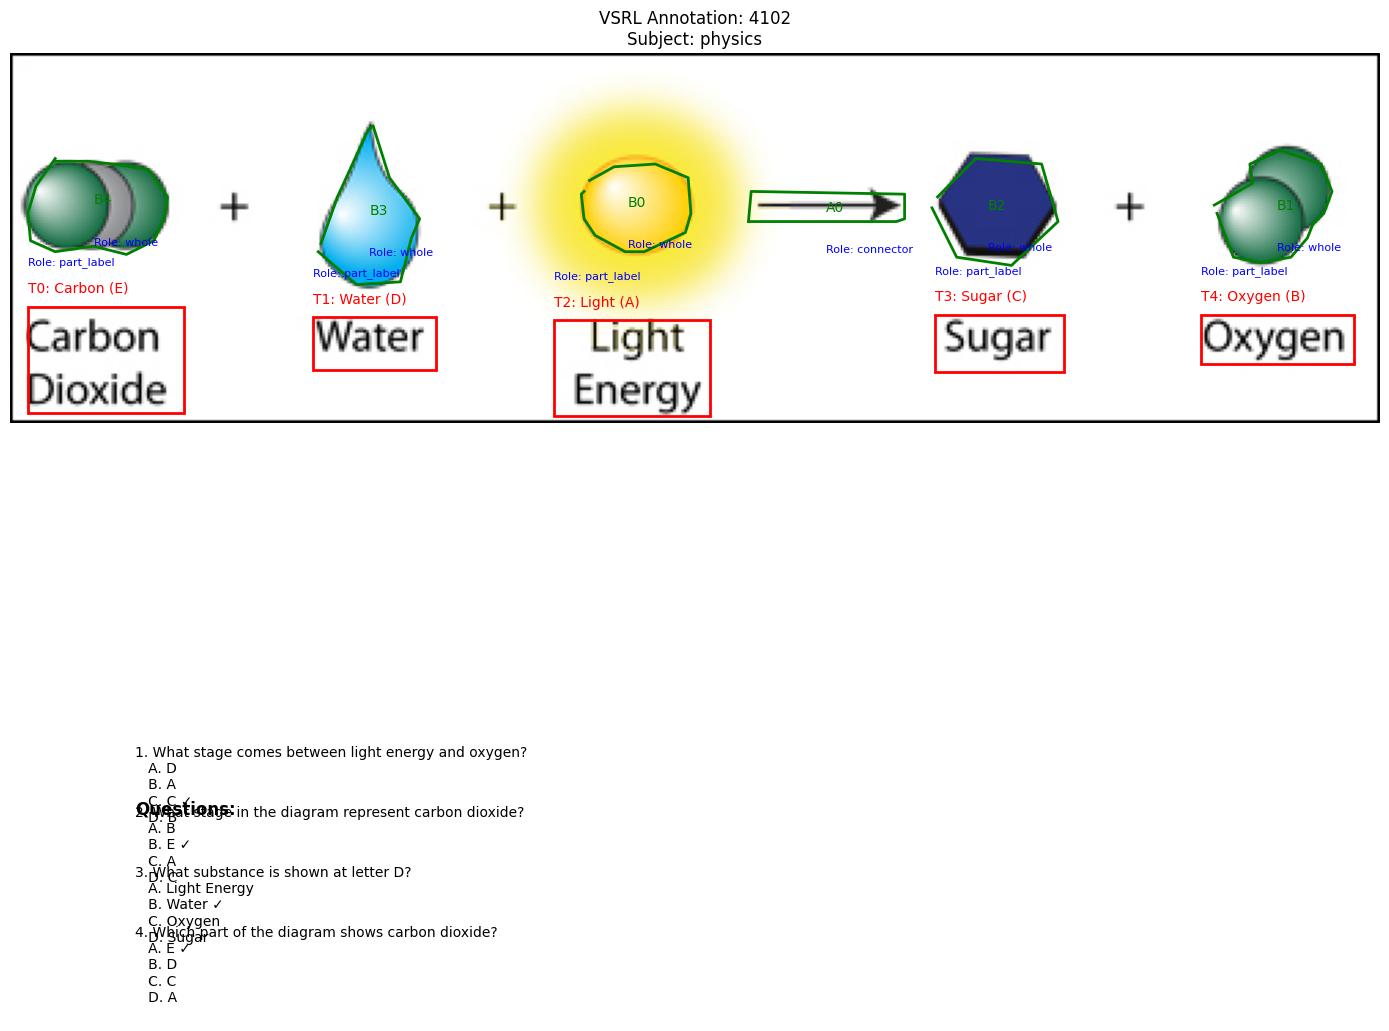 VSRL Annotation: 4102
Subject: physics
B4
B3
B0
A0
B2
B1
Role: whole
Role: whole
Role: whole
Role: connector
Role: whole
Role: whole
Role: part_label
Role: part_label
Role: part_label
Role: part_label
Role: part_label
T0: Carbon (E)
T1: Water (D)
T2: Light (A)
T3: Sugar (C)
T4: Oxygen (B)
+
+
+
Carbon
Dioxide
Water
Light
Energy
Sugar
Oxygen
1. What stage comes between light energy and oxygen?
A. D
B. A
C. C ✓
D. B
Questions:
2. What stage in the diagram represent carbon dioxide?
A. B
B. E ✓
C. A
D. C
3. What substance is shown at letter D?
A. Light Energy
B. Water ✓
C. Oxygen
D. Sugar
4. Which part of the diagram shows carbon dioxide?
A. E ✓
B. D
C. C
D. A